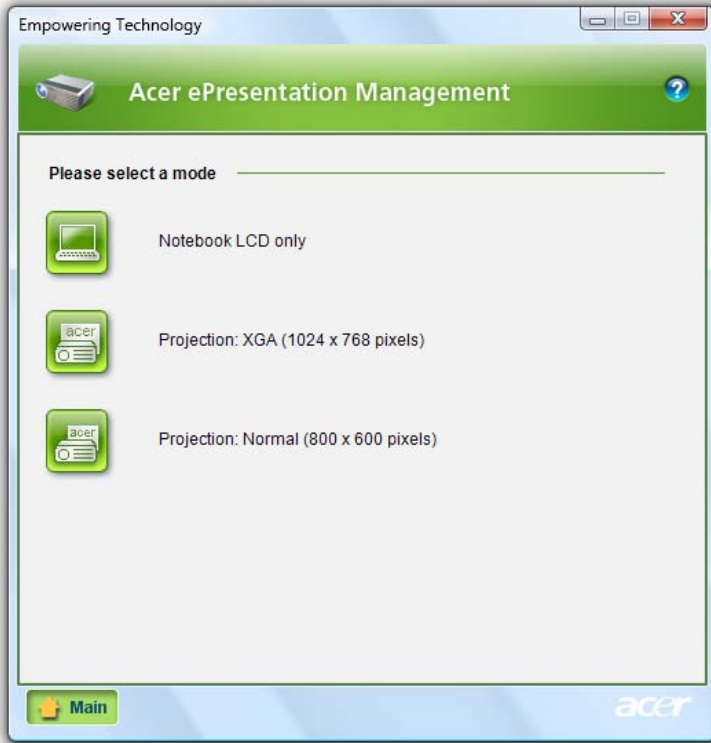 Empowering Technology
Acer ePresentation Management
?
Please select a mode
Notebook LCD only
acer
Projection: XGA (1024 x 768 pixels)
acer
Projection: Normal (800 x 600 pixels)
Main
acer